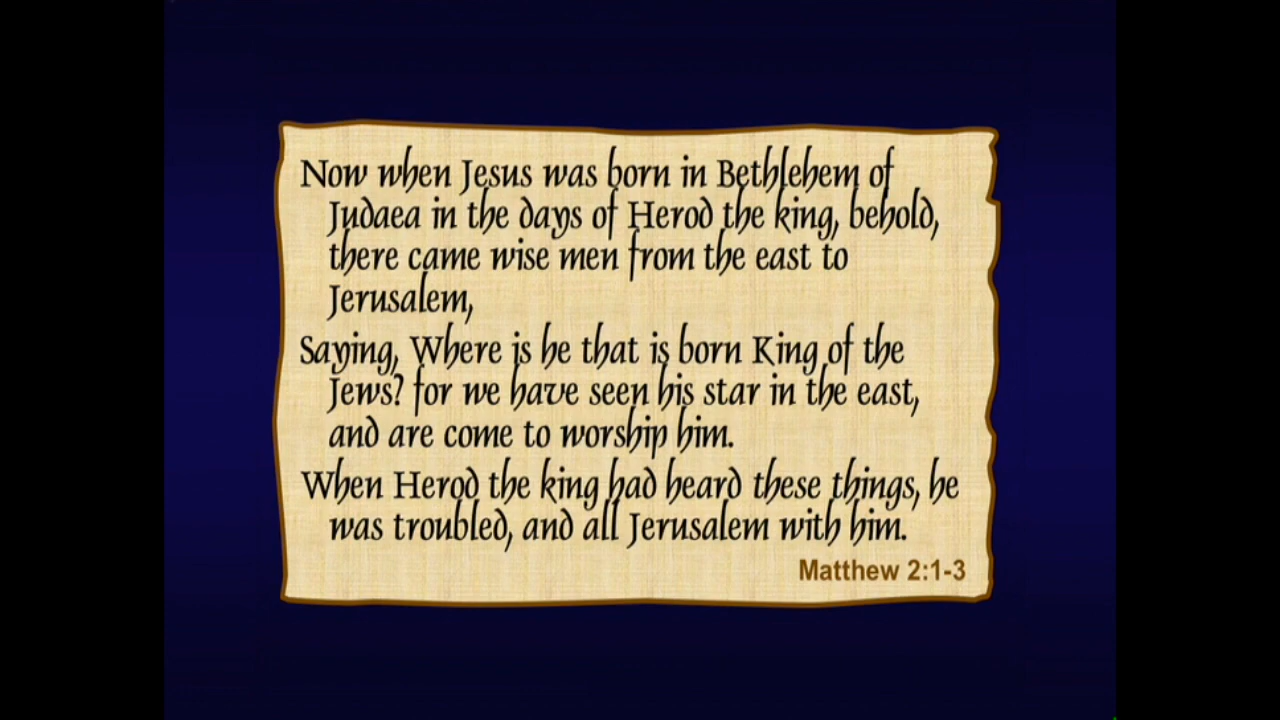 Now when Jesus was born in Bethlehem of
Judaea in the days of Herod the king, behold,
there came wise men from the east to
Jerusalem,
Saying, Where is he that is born King of the
Jews? for we have seen his star in the east,
and are come to worship him.
When Herod the king had heard these things, he
was troubled, and all Jerusalem with him.
Matthew 2:1-3